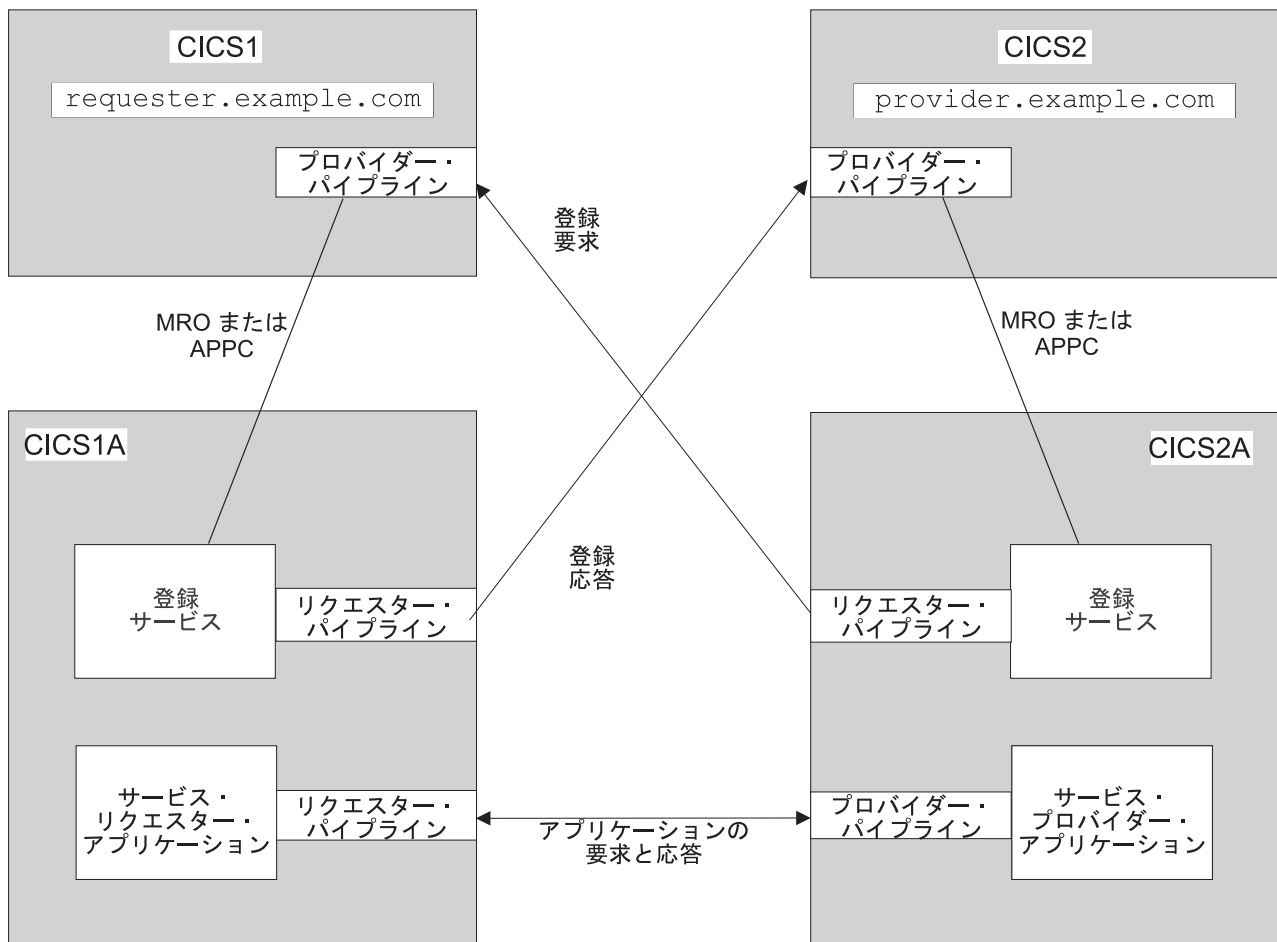 CICS1
requester.example.com
プロバイダー・
パイプライン
CICS2
provider.example.com
プロバイダー・
パイプライン
登録
要求
MRO または
APPC
MRO または
APPC
CICS1A
登録
サービス
リクエスター・
パイプライン
登録
応答
CICS2A
リクエスター・
パイプライン
登録
サービス
サービス・
リクエスター・
アプリケーション
リクエスター・
パイプライン
アプリケーションの
要求と応答
プロバイダー・
パイプライン
サービス・
プロバイダー・
アプリケーション